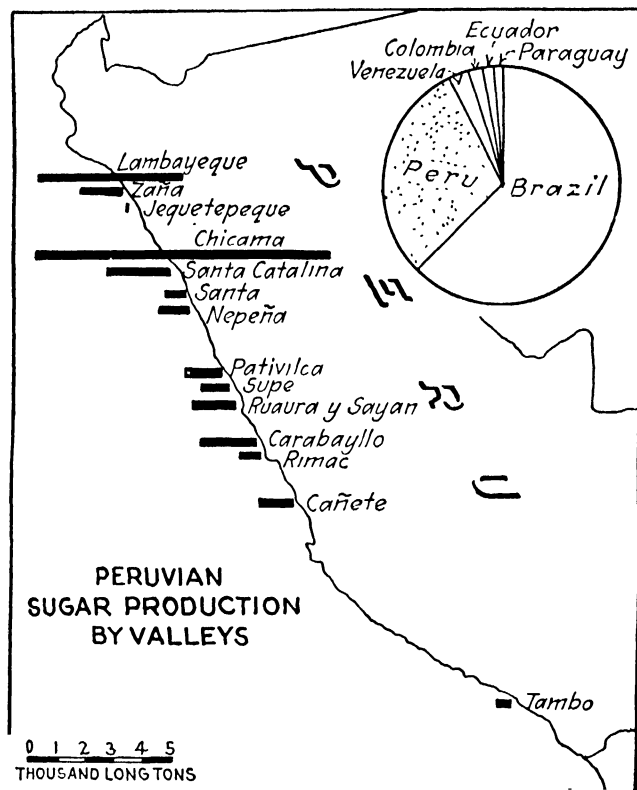 Ecuador
Colombia
Paraguay
Venezuela
Peru
Brazil
Lambayeque
Zaña
Jequetepeque
Chicama
Santa Catalina
Santa
Nepeña
Pativilca
Supe
Ruaura y Sayan
Carabayllo
Rimac
Cañete
PERUVIAN
SUGAR PRODUCTION
BY VALLEYS
Tambo
0 1 2 3 4 5
THOUSAND LONG TONS